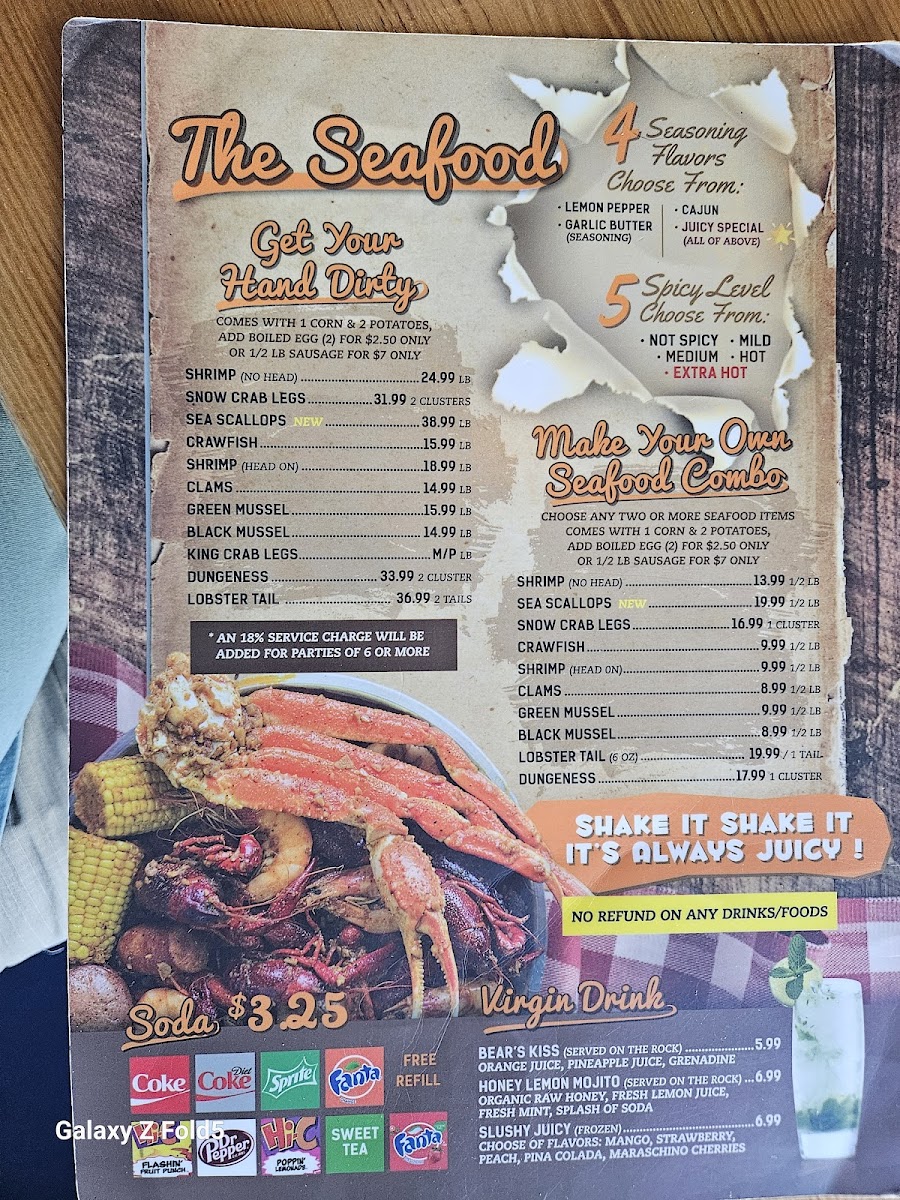 The Seafood
4 Seasoning
Flavors
Choose From:
• LEMON PEPPER
• GARLIC BUTTER
(SEASONING)
• CAJUN
• JUICY SPECIAL
(ALL OF ABOVE)
5 Spicy Level
Choose From:
• NOT SPICY • MILD
• MEDIUM • HOT
• EXTRA HOT
Get Your
Hand Dirty
COMES WITH 1 CORN & 2 POTATOES,
ADD BOILED EGG (2) FOR $2.50 ONLY
OR 1/2 LB SAUSAGE FOR $7 ONLY
SHRIMP (NO HEAD) 24.99 LB
SNOW CRAB LEGS 31.99 2 CLUSTERS
SEA SCALLOPS NEW 38.99 LB
CRAWFISH 15.99 LB
SHRIMP (HEAD ON) 18.99 LB
CLAMS 14.99 LB
GREEN MUSSEL 15.99 LB
BLACK MUSSEL 14.99 LB
KING CRAB LEGS M/P LB
DUNGENESS 33.99 2 CLUSTER
LOBSTER TAIL 36.99 2 TAILS
* AN 18% SERVICE CHARGE WILL BE
ADDED FOR PARTIES OF 6 OR MORE
Make Your Own
Seafood Combo
CHOOSE ANY TWO OR MORE SEAFOOD ITEMS
COMES WITH 1 CORN & 2 POTATOES,
ADD BOILED EGG (2) FOR $2.50 ONLY
OR 1/2 LB SAUSAGE FOR $7 ONLY
SHRIMP (NO HEAD) 13.99 1/2 LB
SEA SCALLOPS NEW 19.99 1/2 LB
SNOW CRAB LEGS 16.99 1 CLUSTER
CRAWFISH 9.99 1/2 LB
SHRIMP (HEAD ON) 9.99 1/2 LB
CLAMS 8.99 1/2 LB
GREEN MUSSEL 9.99 1/2 LB
BLACK MUSSEL 8.99 1/2 LB
LOBSTER TAIL (6 OZ) 19.99 / 1 TAIL
DUNGENESS 17.99 1 CLUSTER
SHAKE IT SHAKE IT
IT'S ALWAYS JUICY !
NO REFUND ON ANY DRINKS/FOODS
Soda $3.25
Coke
Diet Coke
Sprite
Fanta
FREE
REFILL
Hi-C
FLASHIN'
FRUIT PUNCH
Dr Pepper
Hi-C
POPPIN'
LEMONADE
SWEET
TEA
Fanta
Virgin Drink
BEAR'S KISS (SERVED ON THE ROCK) 5.99
ORANGE JUICE, PINEAPPLE JUICE, GRENADINE
HONEY LEMON MOJITO (SERVED ON THE ROCK) 6.99
ORGANIC RAW HONEY, FRESH LEMON JUICE,
FRESH MINT, SPLASH OF SODA
SLUSHY JUICY (FROZEN) 6.99
CHOOSE OF FLAVORS: MANGO, STRAWBERRY,
PEACH, PINA COLADA, MARASCHINO CHERRIES
Galaxy Z Fold5